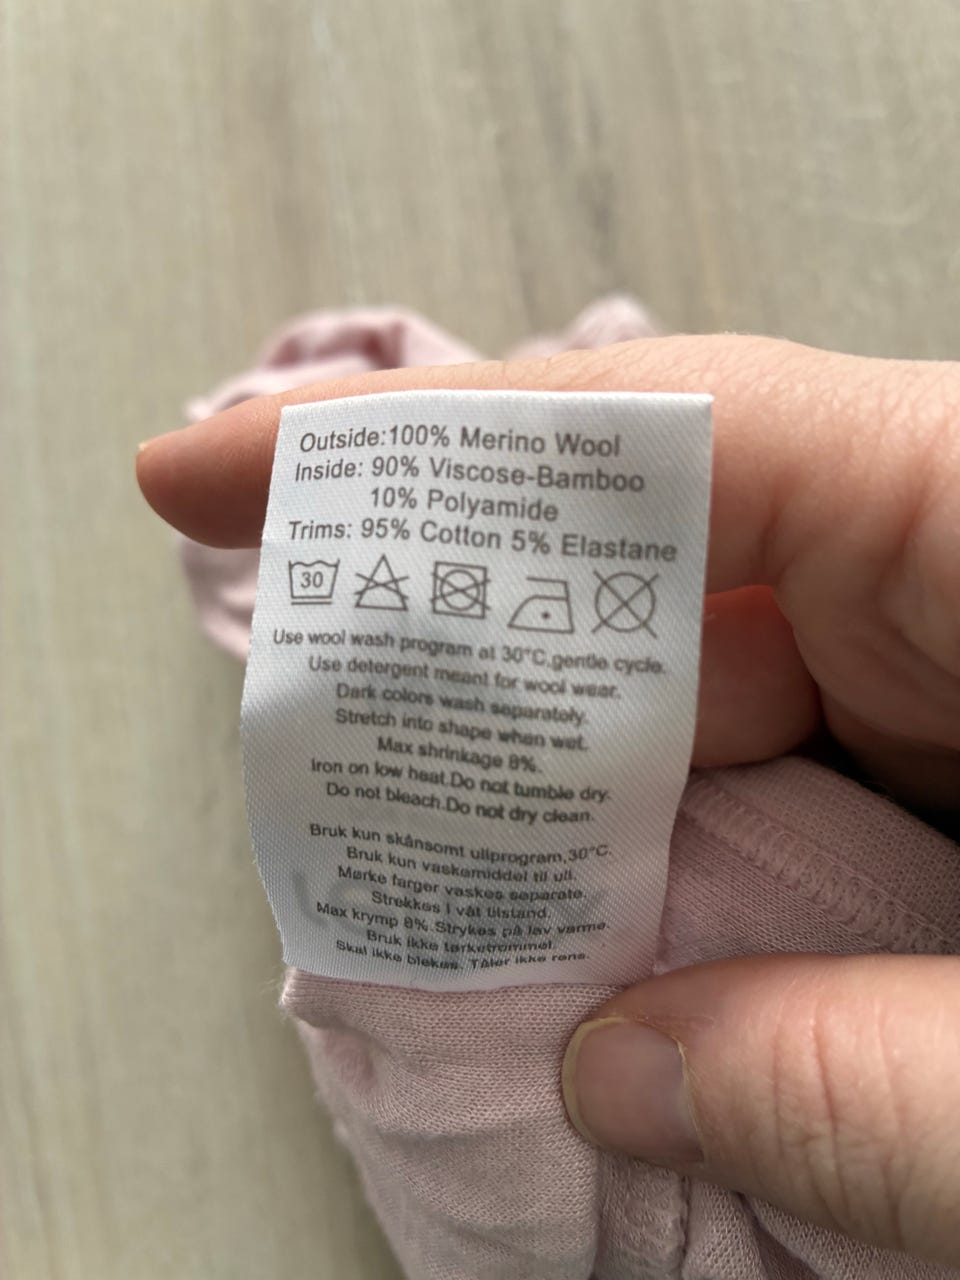 Outside:100% Merino Wool
Inside: 90% Viscose-Bamboo
10% Polyamide
Trims: 95% Cotton 5% Elastane
30
Use wool wash program at 30°C,gentle cycle.
Use detergent meant for wool wear.
Dark colors wash separately.
Stretch into shape when wet.
Max shrinkage 8%.
Iron on low heat.Do not tumble dry.
Do not bleach.Do not dry clean.
Bruk kun skånsomt ullprogram,30°C.
Bruk kun vaskemiddel til ull.
Mørke farger vaskes separate.
Strekkes I våt tilstand.
Max krymp 8%.Strykes på lav varme.
Bruk ikke tørketrommel.
Skal ikke blekes. Tåler ikke rens.